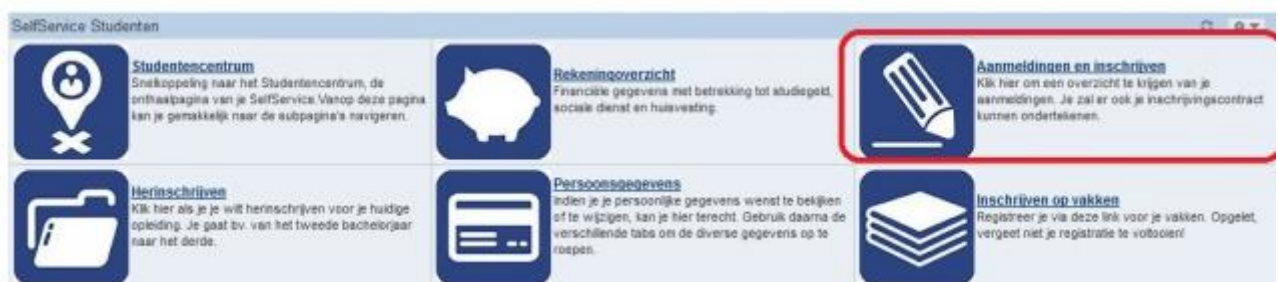 SelfService Studenten
Studentencentrum
Snelkoppeling naar het Studentencentrum, de
onthaalpagina van je SelfService.Vanop deze pagina
kan je gemakkelijk naar de subpagina's navigeren.
Rekeningoverzicht
Financiële gegevens met betrekking tot studiegeld,
sociale dienst en huisvesting.
Aanmeldingen en inschrijven
Klik hier om een overzicht te krijgen van je
aanmeldingen. Je zal er ook je inschrijvingscontract
kunnen ondertekenen.
Herinschrijven
Klik hier als je je wilt herinschrijven voor je huidige
opleiding. Je gaat bv. van het tweede bachelorjaar
naar het derde.
Persoonsgegevens
Indien je je persoonlijke gegevens wenst te bekijken
of te wijzigen, kan je hier terecht. Gebruik daarna de
verschillende tabs om de diverse gegevens op te
roepen.
Inschrijven op vakken
Registreer je via deze link voor je vakken. Opgelet,
vergeet niet je registratie te voltooien!